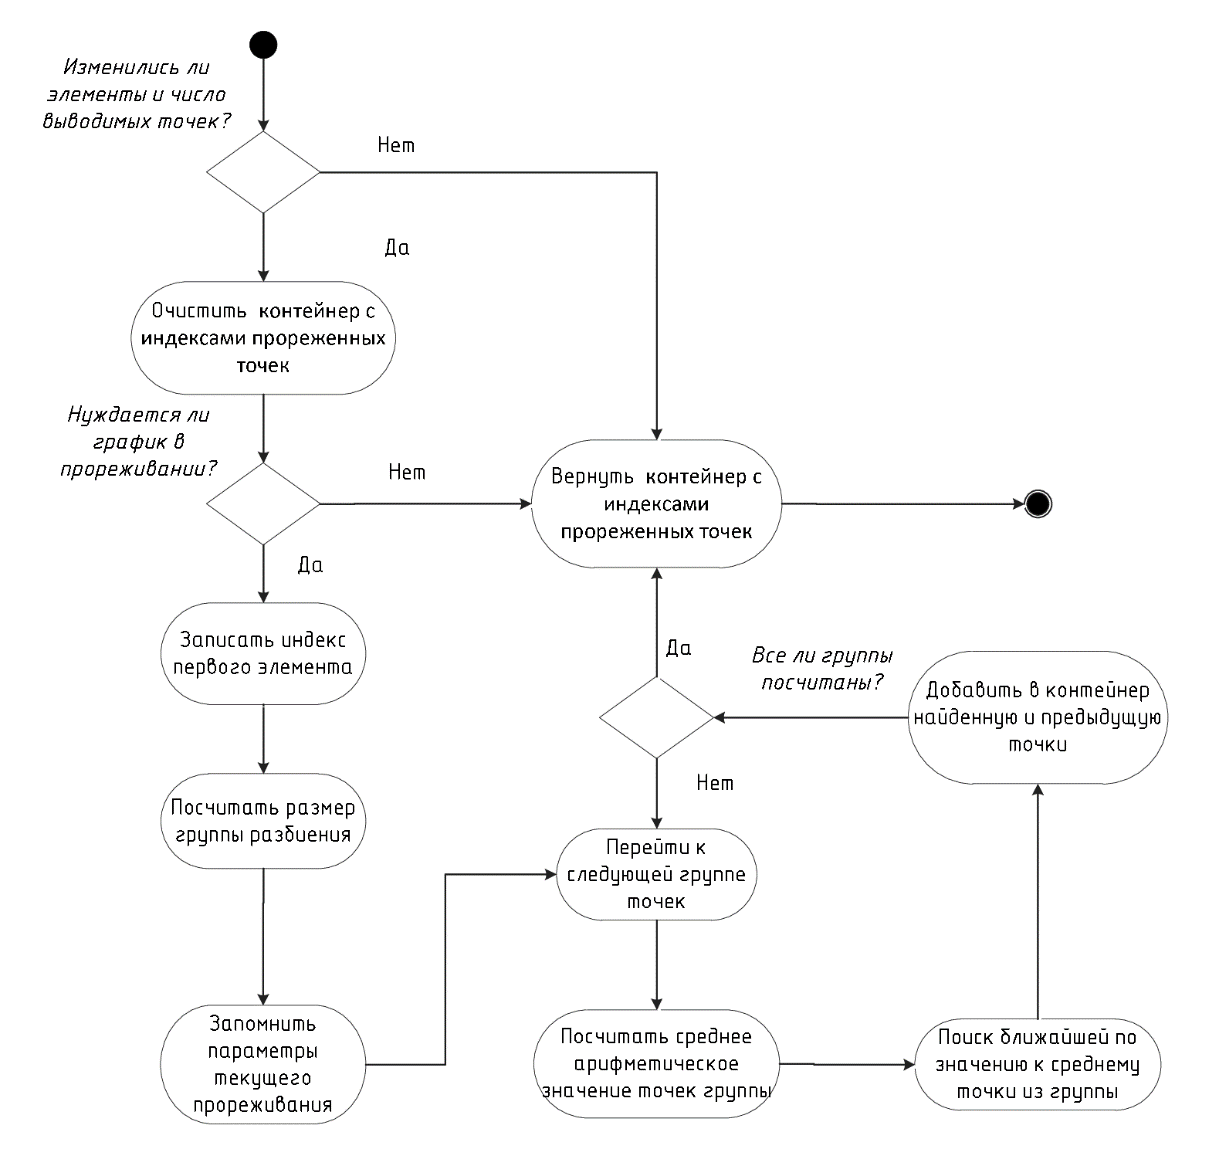 Изменились ли
элементы и число
выводимых точек?
Нет
Да
Очистить контейнер с
индексами прореженных
точек
Нуждается ли
график в
прореживании?
Нет
Вернуть контейнер с
индексами
прореженных точек
Да
Записать индекс
первого элемента
Да
Все ли группы
посчитаны?
Добавить в контейнер
найденную и предыдущую
точки
Посчитать размер
группы разбиения
Нет
Перейти к
следующей группе
точек
Запомнить
параметры
текущего
прореживания
Посчитать среднее
арифметическое
значение точек группы
Поиск ближайшей по
значению к среднему
точки из группы